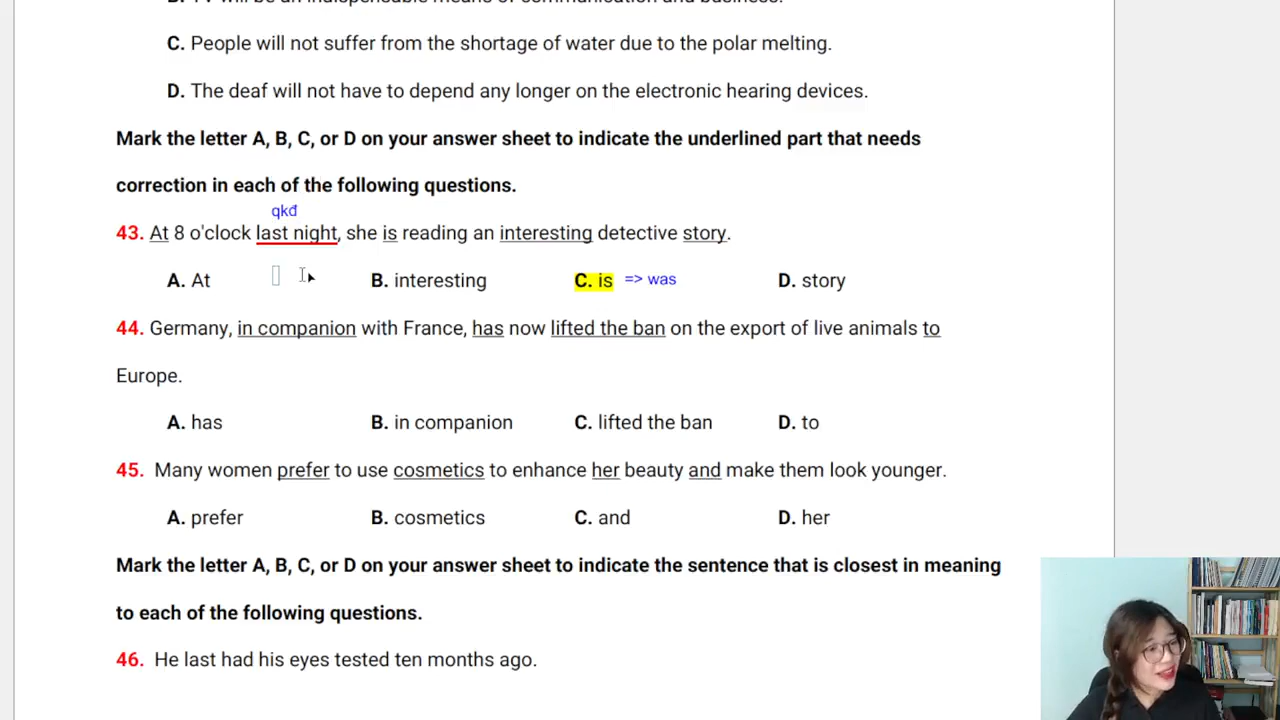 C. People will not suffer from the shortage of water due to the polar melting.
D. The deaf will not have to depend any longer on the electronic hearing devices.
Mark the letter A, B, C, or D on your answer sheet to indicate the underlined part that needs
correction in each of the following questions.
qkđ
43. At 8 o'clock last night, she is reading an interesting detective story.
A. At B. interesting C. is => was D. story
44. Germany, in companion with France, has now lifted the ban on the export of live animals to
Europe.
A. has B. in companion C. lifted the ban D. to
45. Many women prefer to use cosmetics to enhance her beauty and make them look younger.
A. prefer B. cosmetics C. and D. her
Mark the letter A, B, C, or D on your answer sheet to indicate the sentence that is closest in meaning
to each of the following questions.
46. He last had his eyes tested ten months ago.